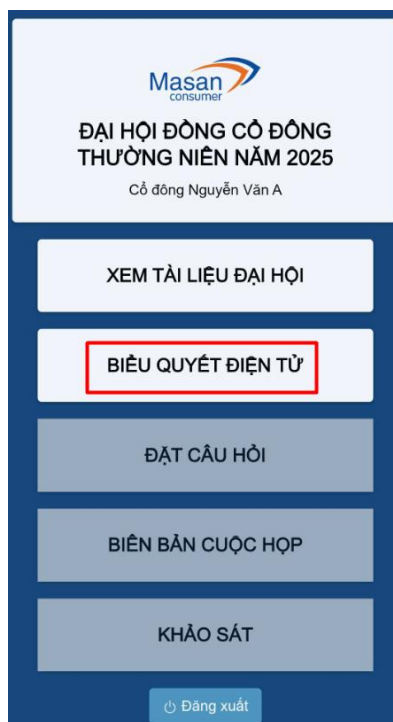 Masan
consumer
ĐẠI HỘI ĐỒNG CỔ ĐÔNG
THƯỜNG NIÊN NĂM 2025
Cổ đông Nguyễn Văn A
XEM TÀI LIỆU ĐẠI HỘI
BIỂU QUYẾT ĐIỆN TỬ
ĐẶT CÂU HỎI
BIÊN BẢN CUỘC HỌP
KHẢO SÁT
Đăng xuất